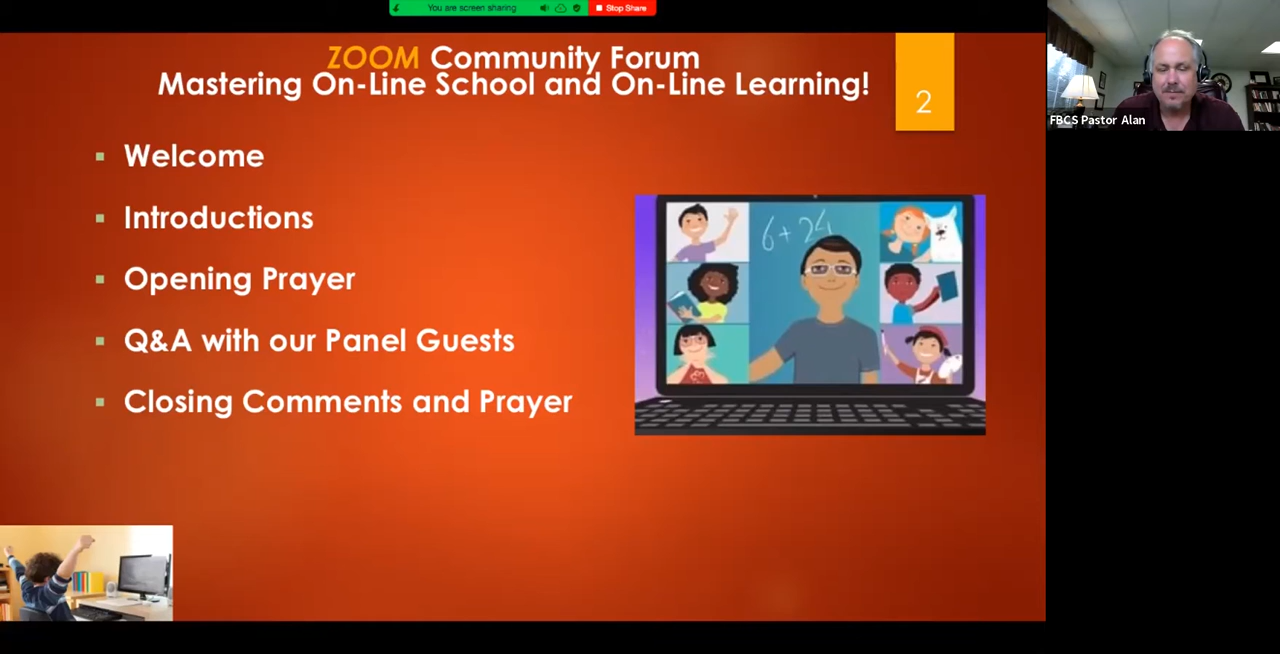 You are screen sharing
Stop Share
ZOOM Community Forum
Mastering On-Line School and On-Line Learning!
2
FBCS Pastor Alan
Welcome
Introductions
Opening Prayer
Q&A with our Panel Guests
Closing Comments and Prayer
6+24